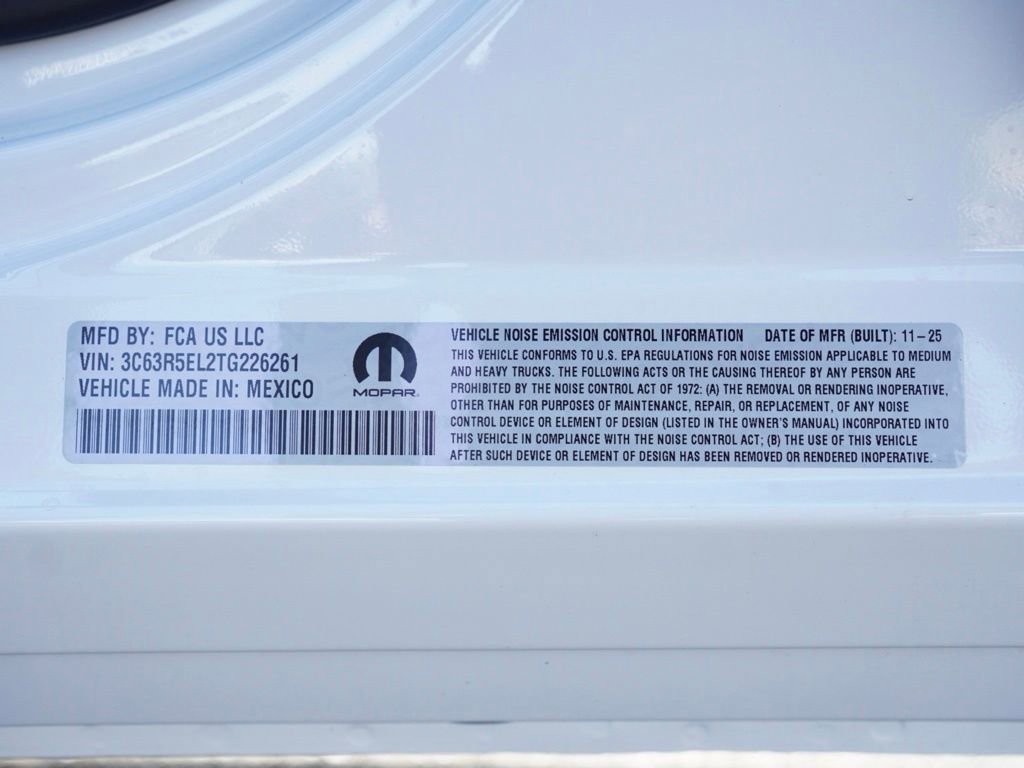 MFD BY: FCA US LLC
VIN: 3C63R5EL2TG226261
VEHICLE MADE IN: MEXICO
MOPAR
VEHICLE NOISE EMISSION CONTROL INFORMATION DATE OF MFR (BUILT): 11-25
THIS VEHICLE CONFORMS TO U.S. EPA REGULATIONS FOR NOISE EMISSION APPLICABLE TO MEDIUM
AND HEAVY TRUCKS. THE FOLLOWING ACTS OR THE CAUSING THEREOF BY ANY PERSON ARE
PROHIBITED BY THE NOISE CONTROL ACT OF 1972: (A) THE REMOVAL OR RENDERING INOPERATIVE,
OTHER THAN FOR PURPOSES OF MAINTENANCE, REPAIR, OR REPLACEMENT, OF ANY NOISE
CONTROL DEVICE OR ELEMENT OF DESIGN (LISTED IN THE OWNER'S MANUAL) INCORPORATED INTO
THIS VEHICLE IN COMPLIANCE WITH THE NOISE CONTROL ACT; (B) THE USE OF THIS VEHICLE
AFTER SUCH DEVICE OR ELEMENT OF DESIGN HAS BEEN REMOVED OR RENDERED INOPERATIVE.